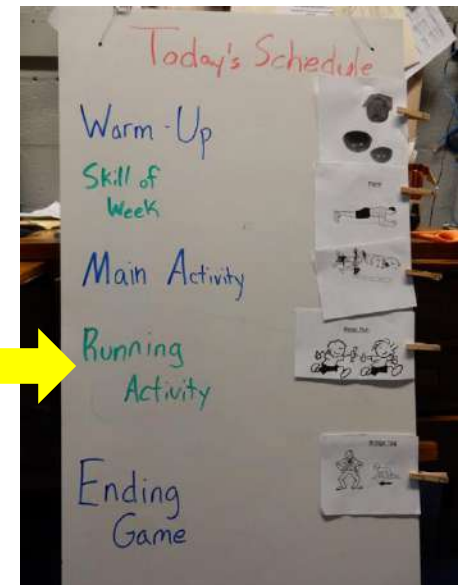 Today's Schedule
Warm-Up
Skill of
Week
Main Activity
Running
Activity
Ending
Game